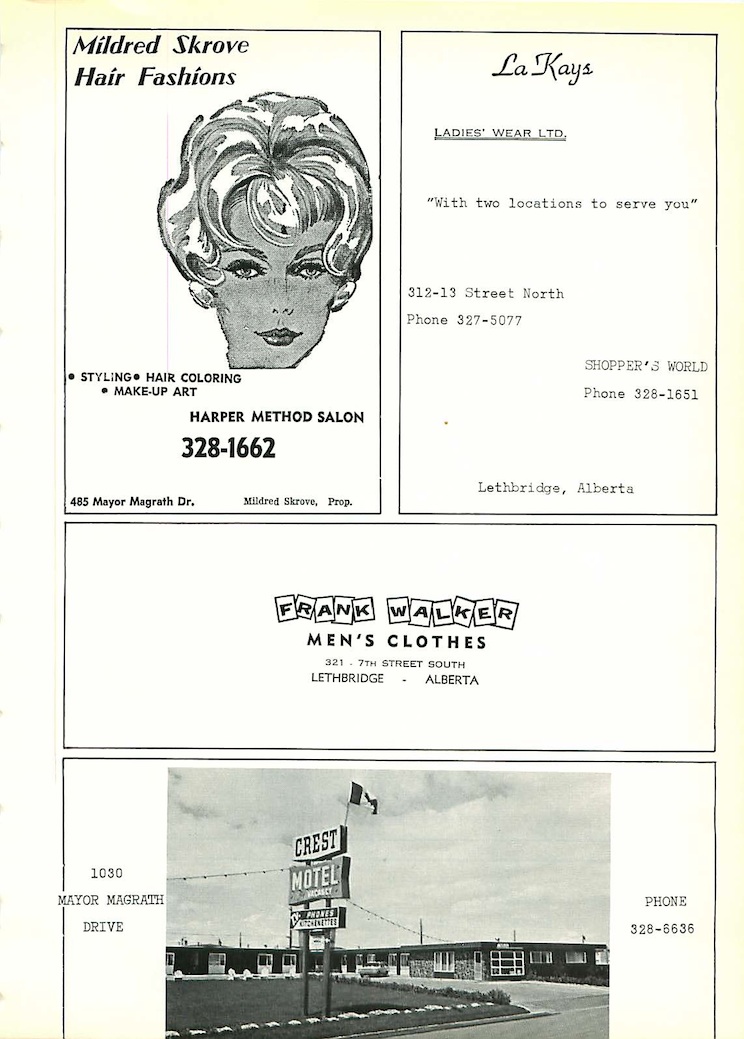 Mildred Skrove
Hair Fashions
• STYLING • HAIR COLORING
• MAKE-UP ART
HARPER METHOD SALON
328-1662
485 Mayor Magrath Dr. Mildred Skrove, Prop.
La Kays
LADIES' WEAR LTD.
"With two locations to serve you"
312-13 Street North
Phone 327-5077
SHOPPER'S WORLD
Phone 328-1651
Lethbridge, Alberta
FRANK WALKER
MEN'S CLOTHES
321 - 7TH STREET SOUTH
LETHBRIDGE - ALBERTA
1030
MAYOR MAGRATH
DRIVE
CREST
MOTEL
VACANCY
PHONES
KITCHENETTES
PHONE
328-6636